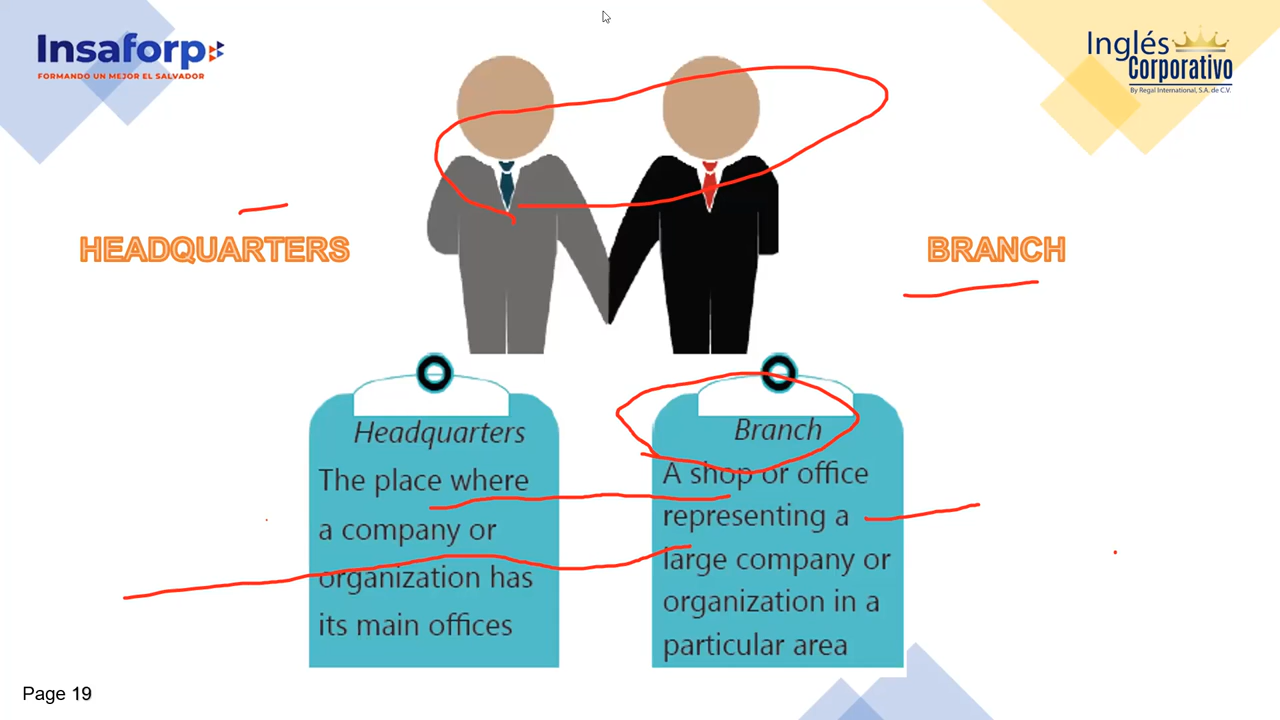 Insaforp
FORMANDO UN MEJOR EL SALVADOR
Inglés
Corporativo
By Regal International, S.A. de C.V.
HEADQUARTERS
BRANCH
Headquarters
The place where
a company or
organization has
its main offices
Branch
A shop or office
representing a
large company or
organization in a
particular area
Page 19